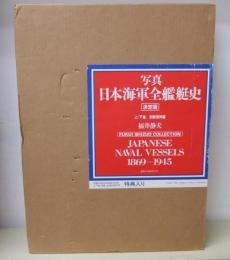 写真
日本海軍全艦艇史
決定版
福井静夫
FUKUI SHIZUO COLLECTION
JAPANESE
NAVAL VESSELS
1869—1945
特典入り